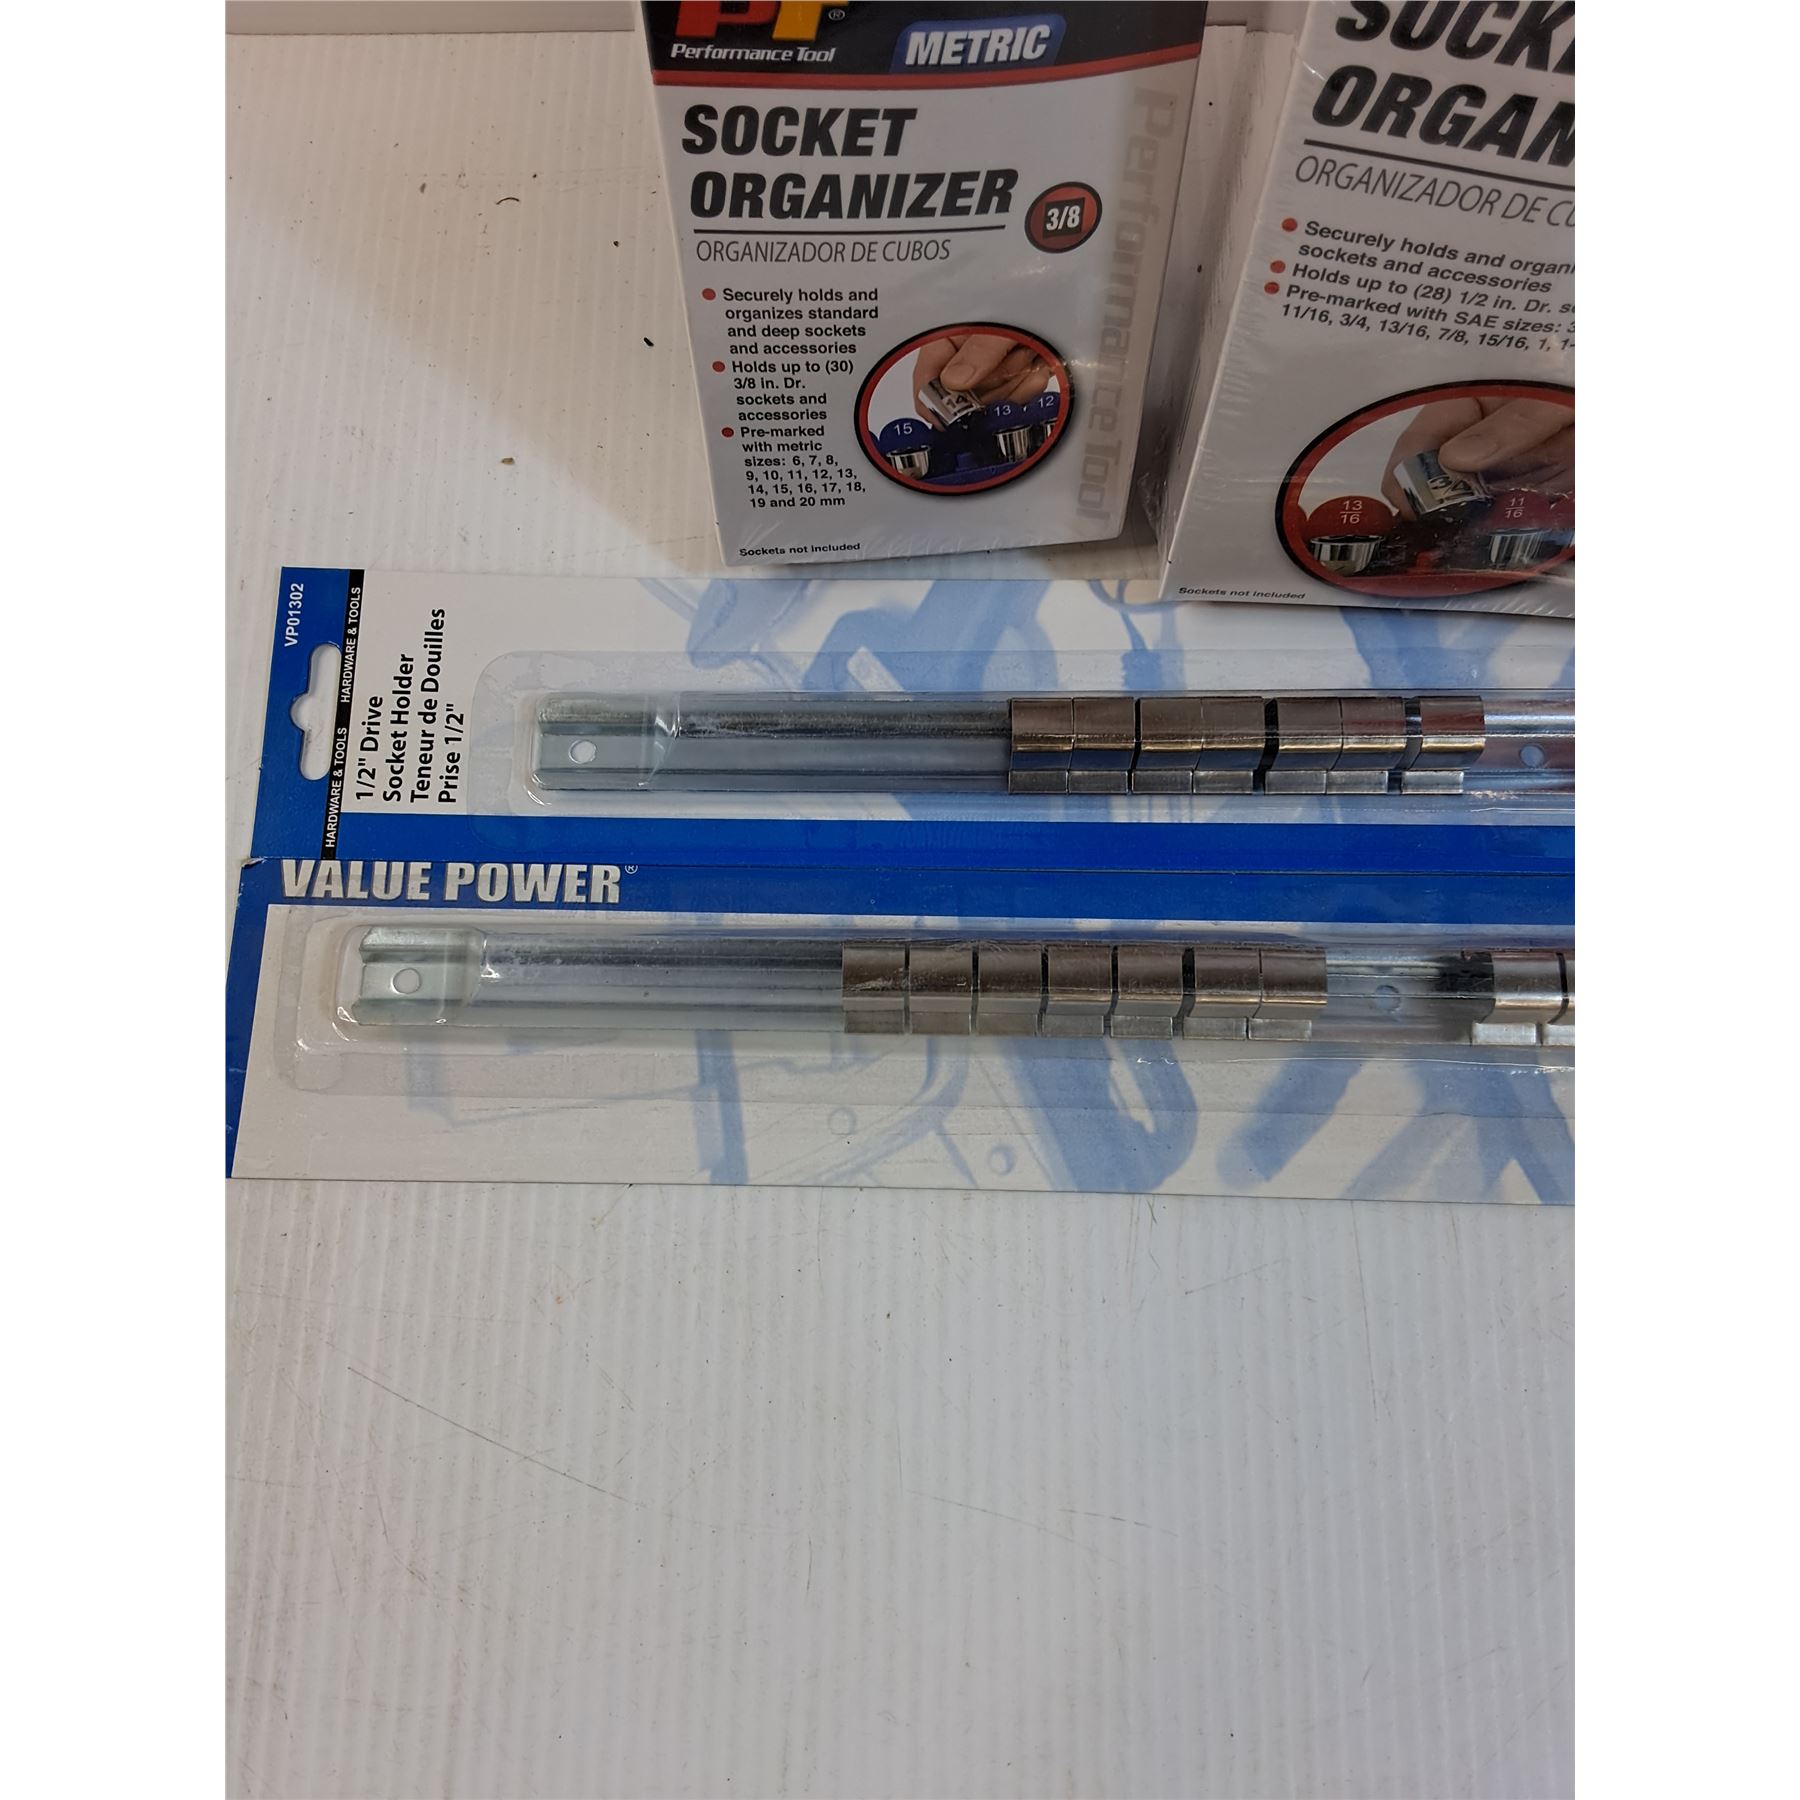 PT®
Performance Tool
METRIC
SOCKET
ORGANIZER
3/8
ORGANIZADOR DE CUBOS
Securely holds and
organizes standard
and deep sockets
and accessories
Holds up to (30)
3/8 in. Dr.
sockets and
accessories
Pre-marked
with metric
sizes: 6, 7, 8,
9, 10, 11, 12, 13,
14, 15, 16, 17, 18,
19 and 20 mm
15
14
13
12
Sockets not included
Performance Tool
ORGANIZADOR DE
Securely holds and
sockets and accessories
Holds up to (28) 1/2 in. Dr.
Pre-marked with SAE sizes:
11/16, 3/4, 13/16, 7/8, 15/16, 1,
13/16
11/16
Sockets not included
VP01302
HARDWARE & TOOLS HARDWARE & TOOLS
1/2" Drive
Socket Holder
Teneur de Douilles
Prise 1/2"
VALUE POWER®